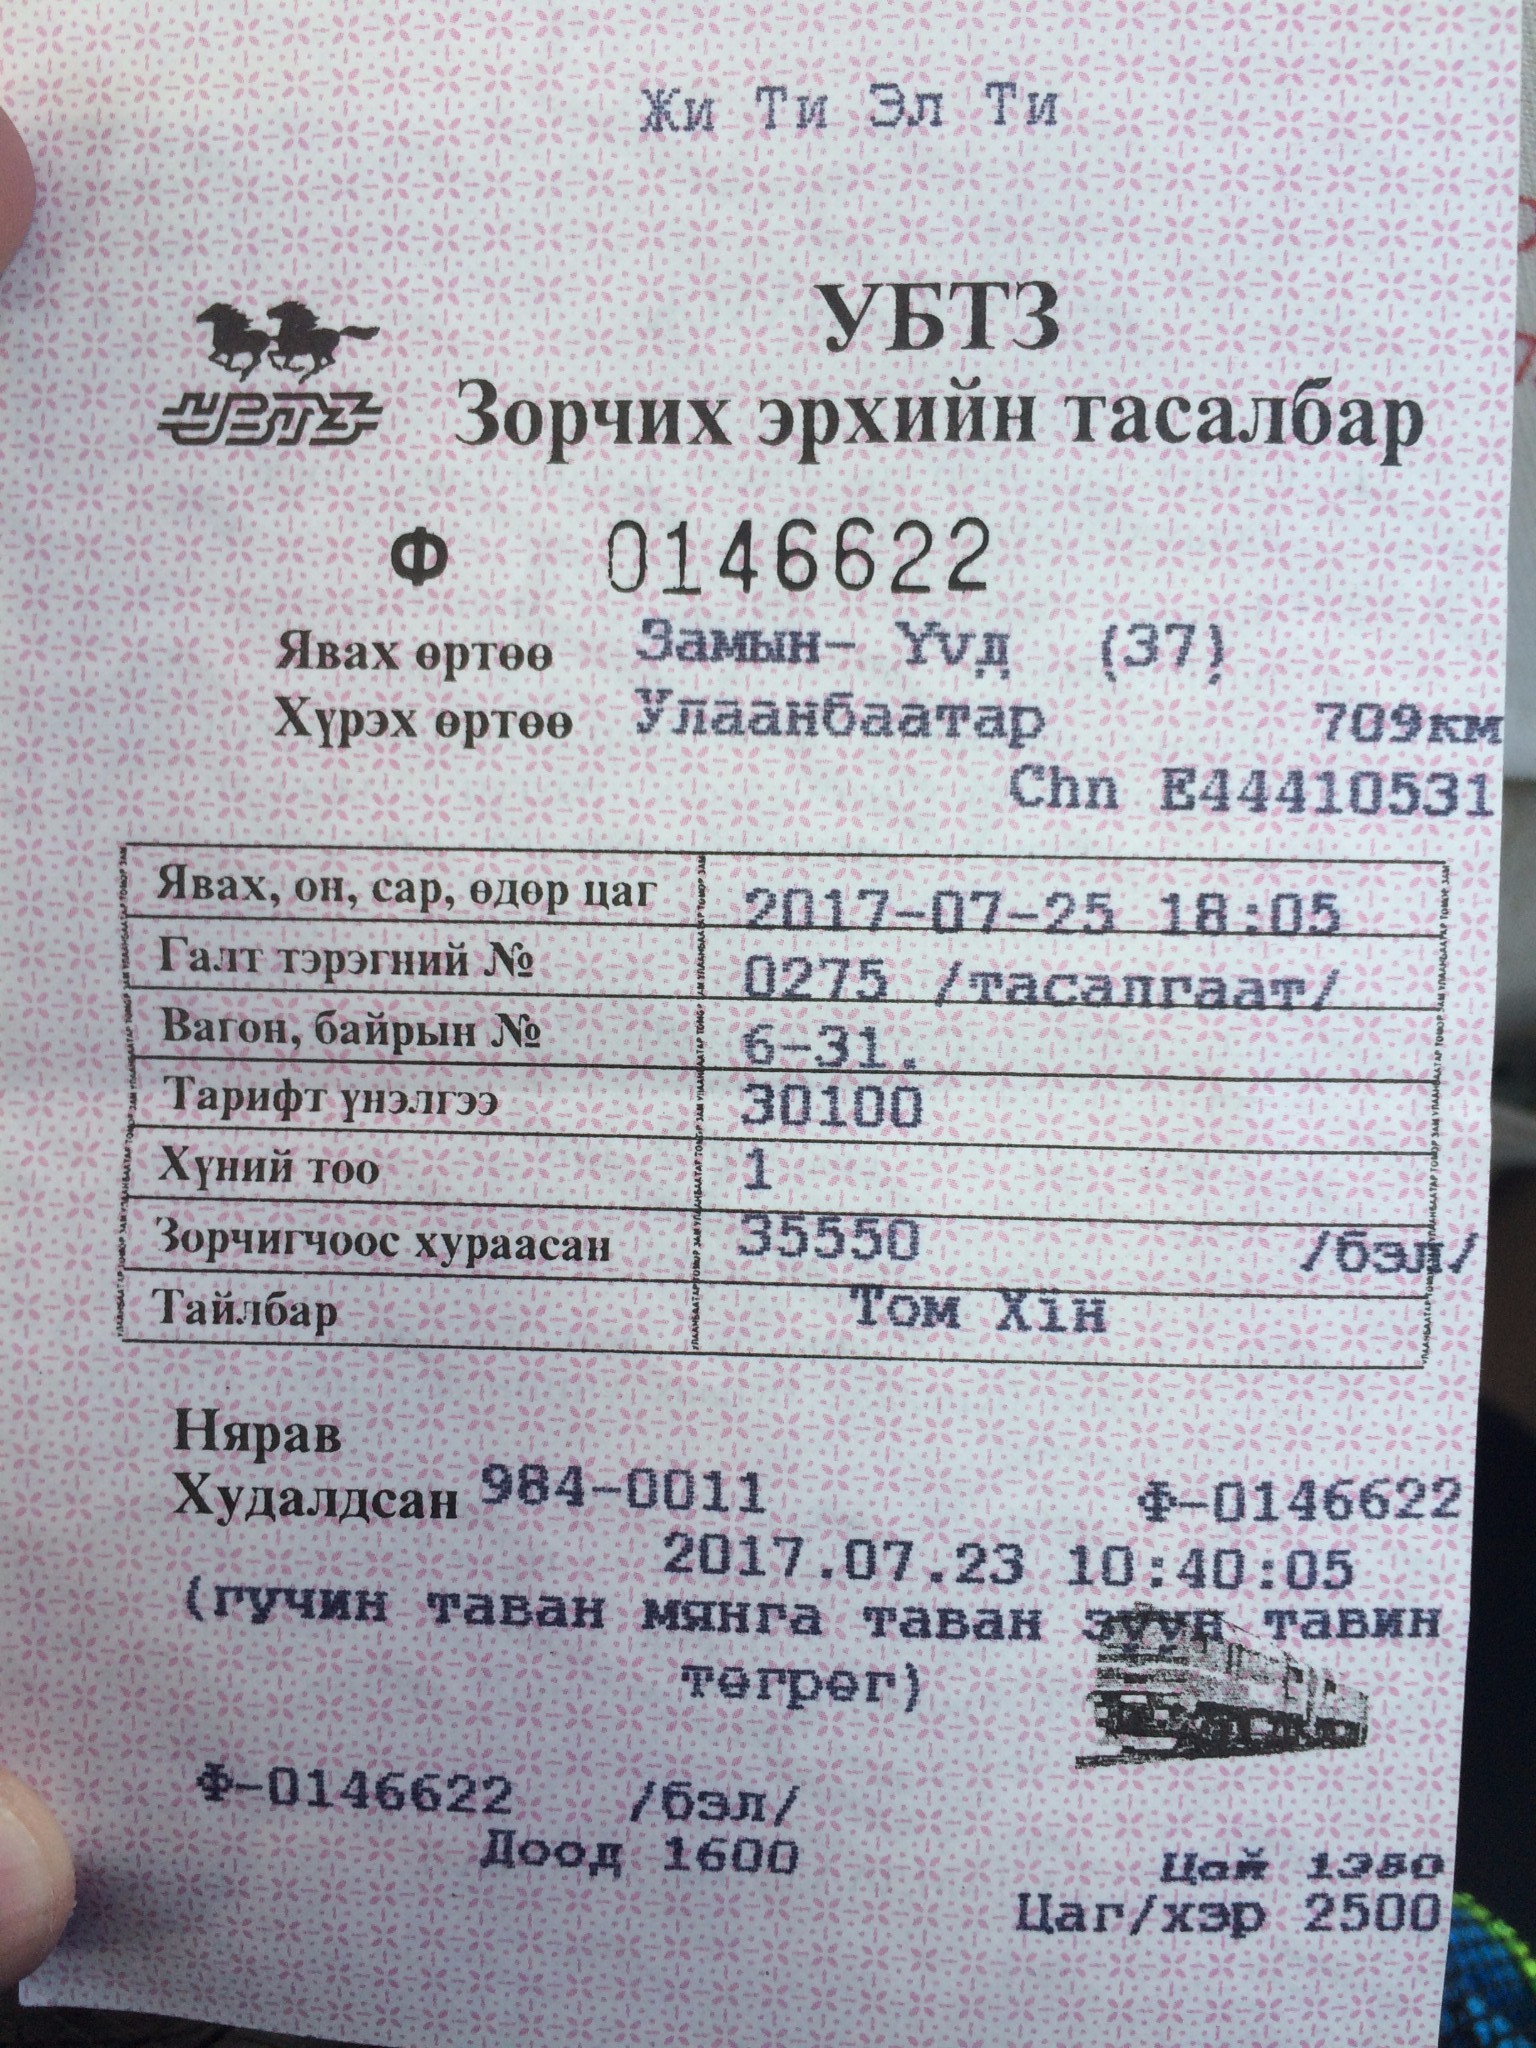 Жи Ти Эл Ти
УБТЗ
УБТЗ
Зорчих эрхийн тасалбар
Ф 0146622
Явах өртөө Замын- Үүд (37)
Хүрэх өртөө Улаанбаатар 709км
Chn E44410531
Явах, он, сар, өдөр цаг 2017-07-25 18:05
Галт тэрэгний № 0275 /тасалгаат/
Вагон, байрын № 6-31.
Тарифт үнэлгээ 30100
Хүний тоо 1
Зорчигчоос хураасан 35550 /бэл/
Тайлбар Том Хін
Нярав
Худалдсан 984-0011 Ф-0146622
2017.07.23 10:40:05
(гучин таван мянга таван зуун тавин
төгрөг)
Ф-0146622 /бэл/
Доод 1600
Цай 1350
Цаг/хэр 2500